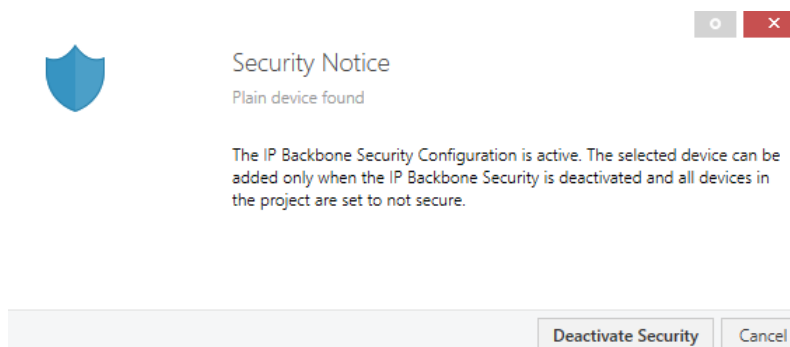 Security Notice
Plain device found
The IP Backbone Security Configuration is active. The selected device can be
added only when the IP Backbone Security is deactivated and all devices in
the project are set to not secure.
Deactivate Security
Cancel